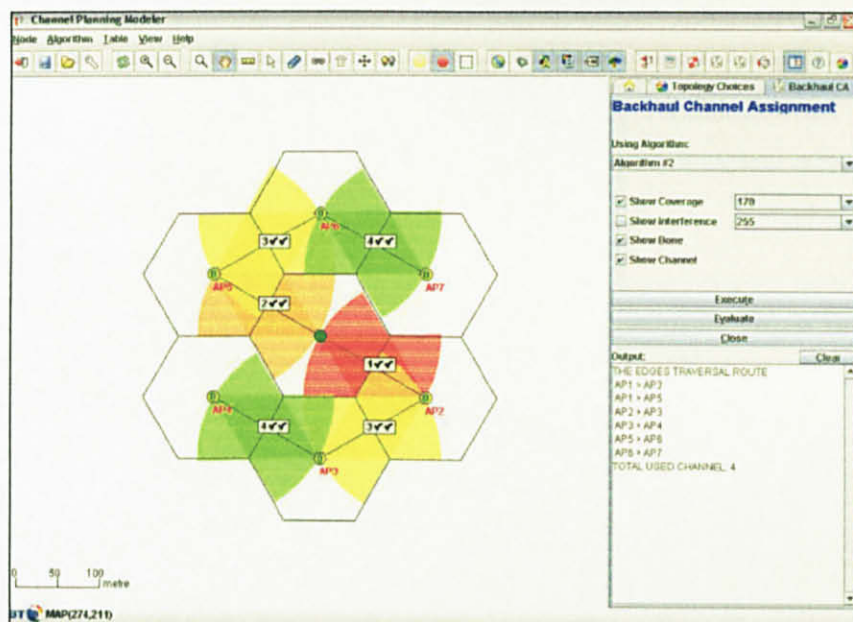 Channel Planning Modeler
Node Algorithm Table View Help
Topology Choices Backhaul CA
Backhaul Channel Assignment
Using Algorithm:
Algorithm #2
Show Coverage 170
Show Interference 255
Show Bone
Show Channel
Execute
Evaluate
Close
Output: Clear
THE EDGES TRAVERSAL ROUTE
AP1 > AP2
AP1 > AP5
AP2 > AP3
AP3 > AP4
AP5 > AP6
AP6 > AP7
TOTAL USED CHANNEL: 4
AP6
3✔✔
4✔✔
AP5
AP7
2✔✔
1✔✔
AP4
AP2
4✔✔
3✔✔
AP3
0 50 100
metre
MAP(274,211)